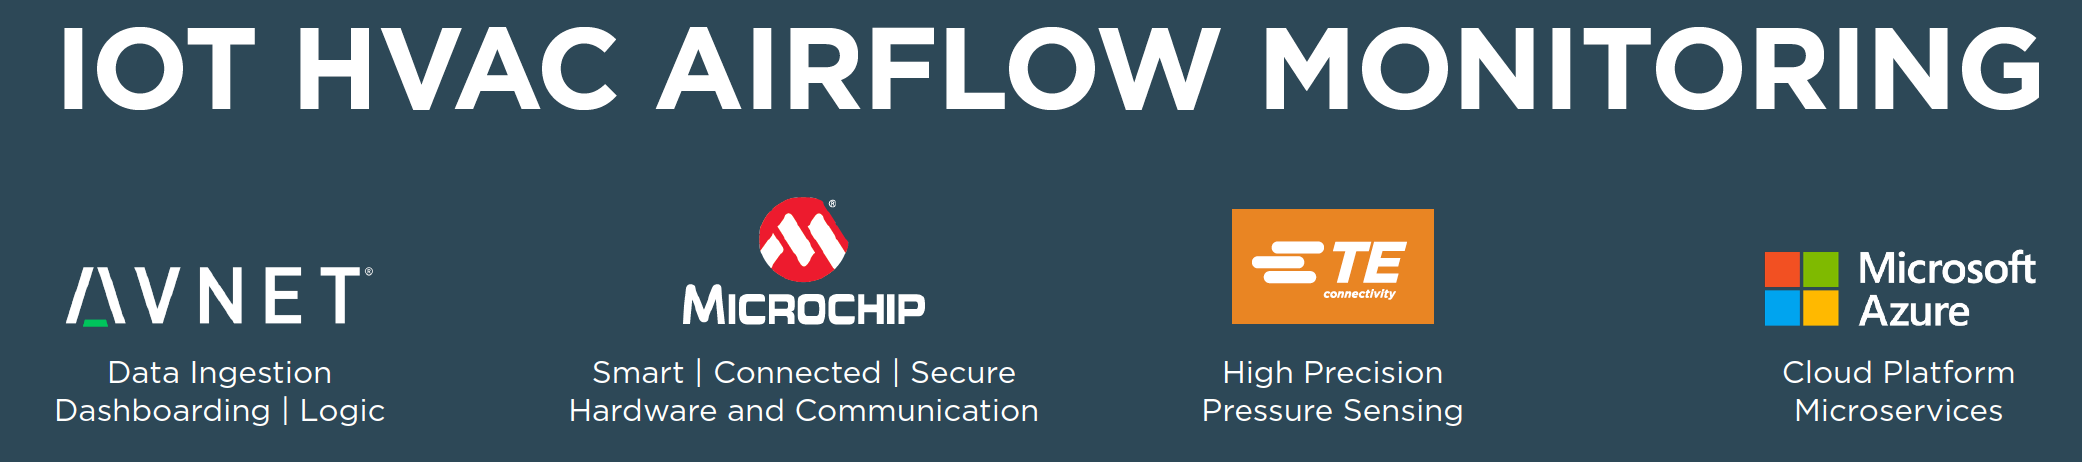 IOT HVAC AIRFLOW MONITORING
AVNET®
Data Ingestion
Dashboarding | Logic
®
MICROCHIP
Smart | Connected | Secure
Hardware and Communication
TE
connectivity
High Precision
Pressure Sensing
Microsoft
Azure
Cloud Platform
Microservices